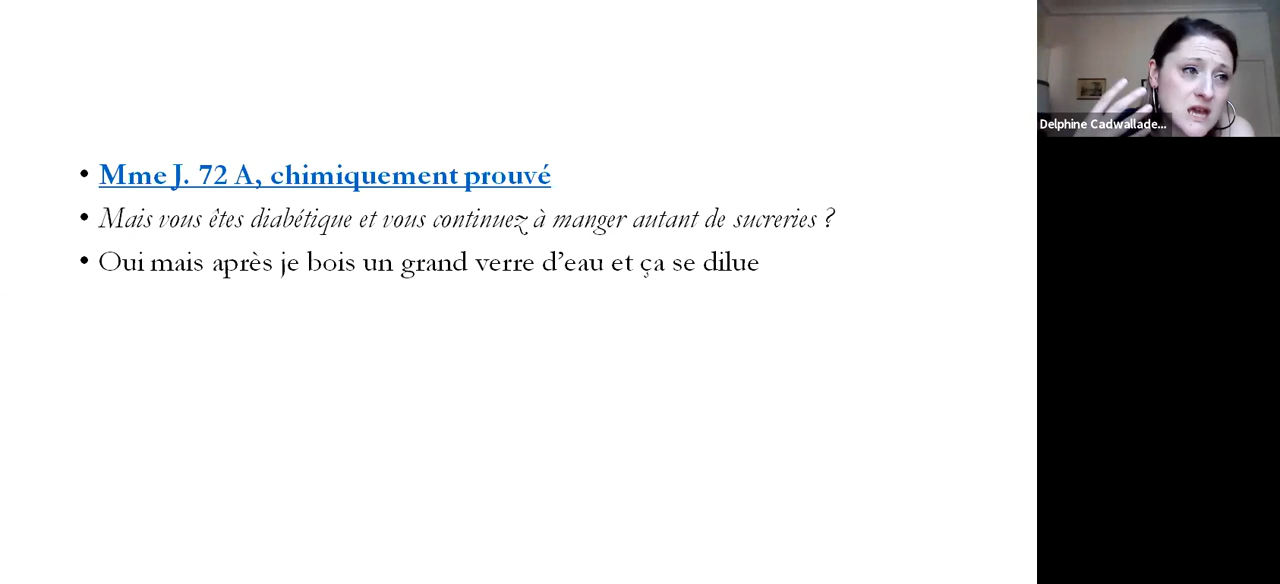 • Mme J. 72 A, chimiquement prouvé
• Mais vous êtes diabétique et vous continuez à manger autant de sucreries ?
• Oui mais après je bois un grand verre d’eau et ça se dilue
Delphine Cadwallade...